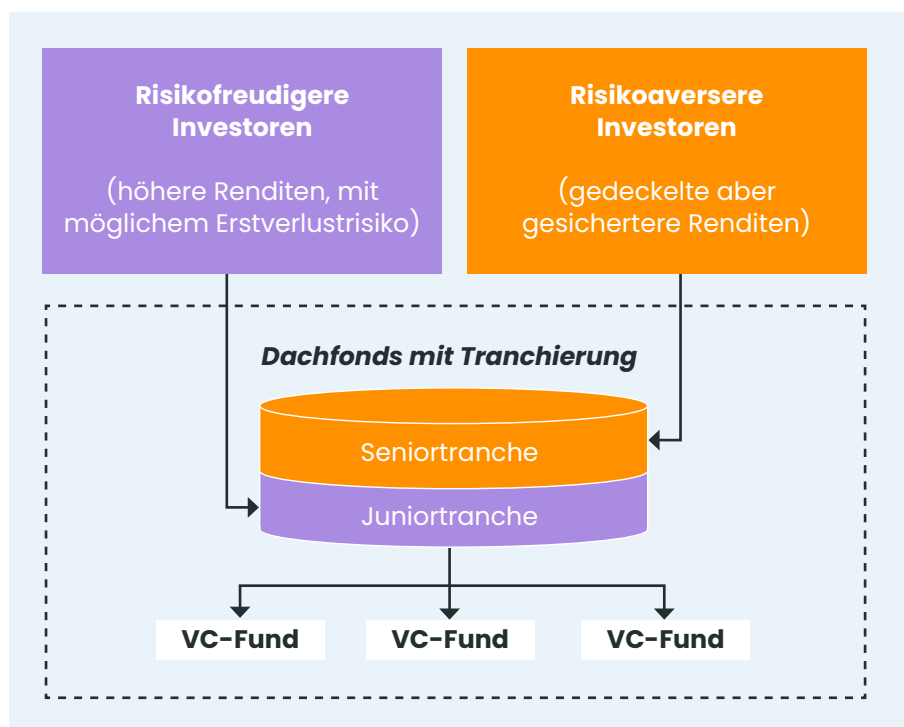 Risikofreudigere
Investoren
(höhere Renditen, mit
möglichem Erstverlustrisiko)
Risikoaversere
Investoren
(gedeckelte aber
gesichertere Renditen)
Dachfonds mit Tranchierung
Seniortranche
Juniortranche
VC-Fund
VC-Fund
VC-Fund